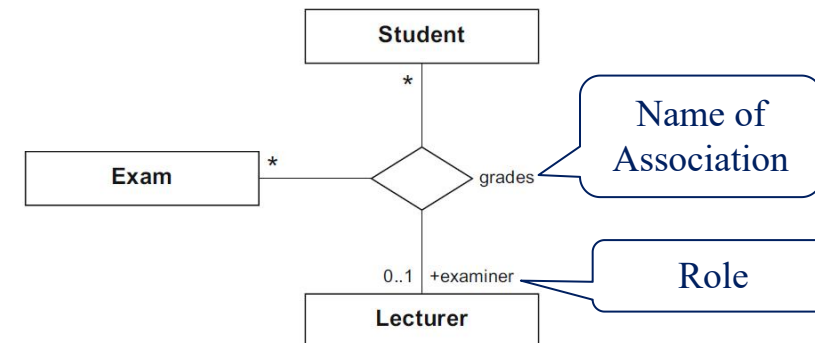 Student
*
Name of
Association
*
Exam
grades
0..1 +examiner
Role
Lecturer